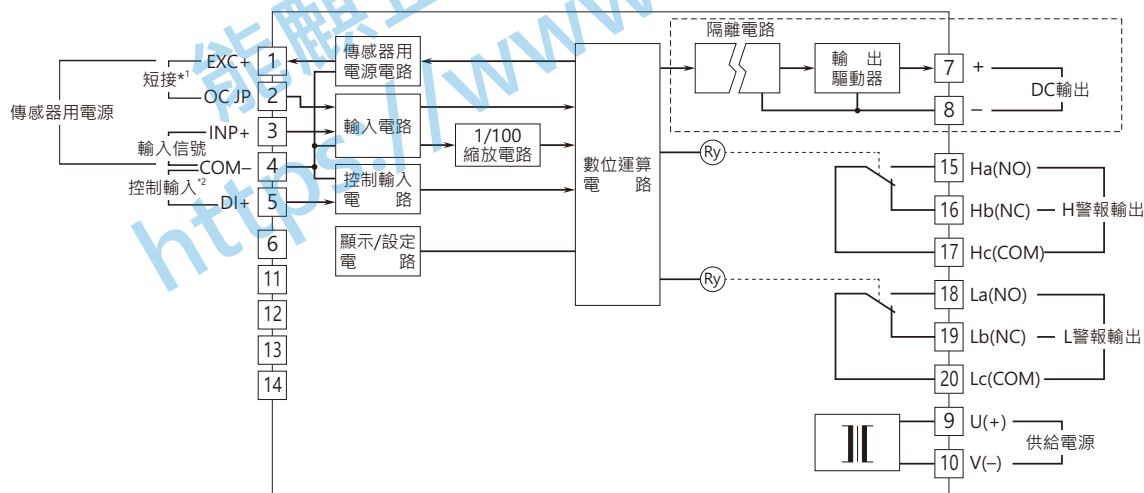 能顧
https://www
傳感器用電源
短接*1
EXC+
OC JP
INP+
輸入信號
COM–
控制輸入*2
DI+
1
2
3
4
5
6
11
12
13
14
傳感器用
電源電路
輸入電路
1/100
縮放電路
控制輸入
電 路
顯示/設定
電 路
數位運算
電 路
隔離電路
輸 出
驅動器
7 +
8 –
DC輸出
Ry
15 Ha(NO)
16 Hb(NC)
17 Hc(COM)
H警報輸出
Ry
18 La(NO)
19 Lb(NC)
20 Lc(COM)
L警報輸出
9 U(+)
10 V(–)
供給電源